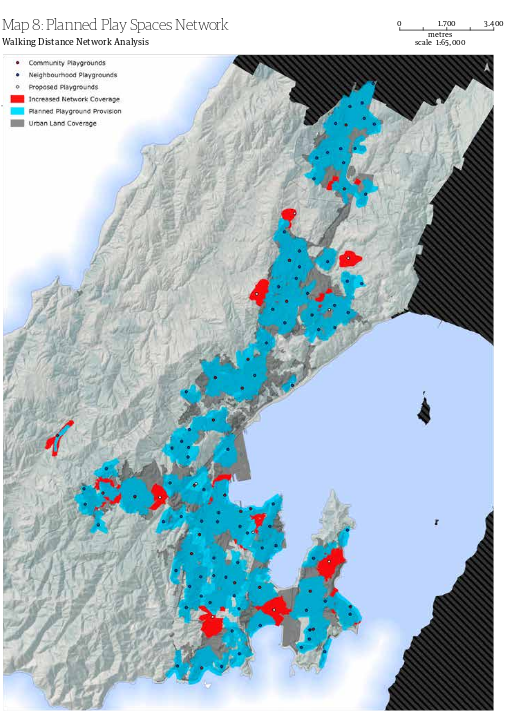 Map 8: Planned Play Spaces Network
Walking Distance Network Analysis
0 1.700 3.400
metres
scale 1:65,000
Community Playgrounds
Neighbourhood Playgrounds
Proposed Playgrounds
Increased Network Coverage
Planned Playground Provision
Urban Land Coverage